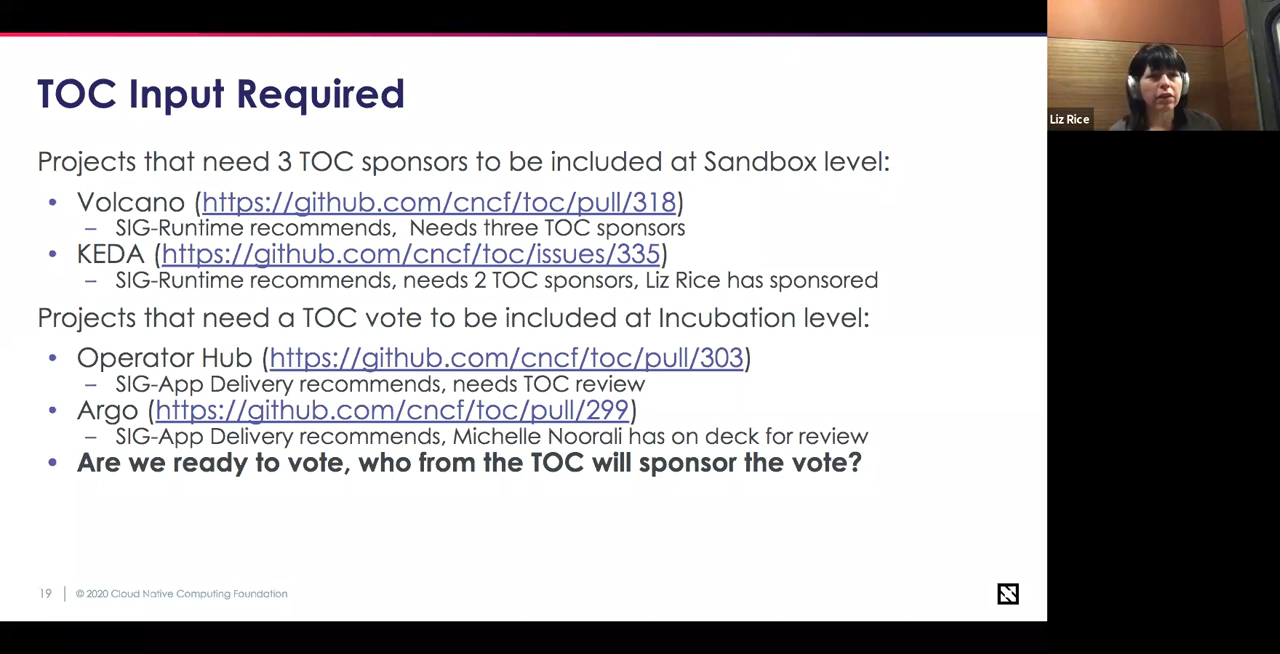 TOC Input Required
Projects that need 3 TOC sponsors to be included at Sandbox level:
• Volcano (https://github.com/cncf/toc/pull/318)
– SIG-Runtime recommends, Needs three TOC sponsors
• KEDA (https://github.com/cncf/toc/issues/335)
– SIG-Runtime recommends, needs 2 TOC sponsors, Liz Rice has sponsored
Projects that need a TOC vote to be included at Incubation level:
• Operator Hub (https://github.com/cncf/toc/pull/303)
– SIG-App Delivery recommends, needs TOC review
• Argo (https://github.com/cncf/toc/pull/299)
– SIG-App Delivery recommends, Michelle Noorali has on deck for review
• Are we ready to vote, who from the TOC will sponsor the vote?
19 | © 2020 Cloud Native Computing Foundation
Liz Rice